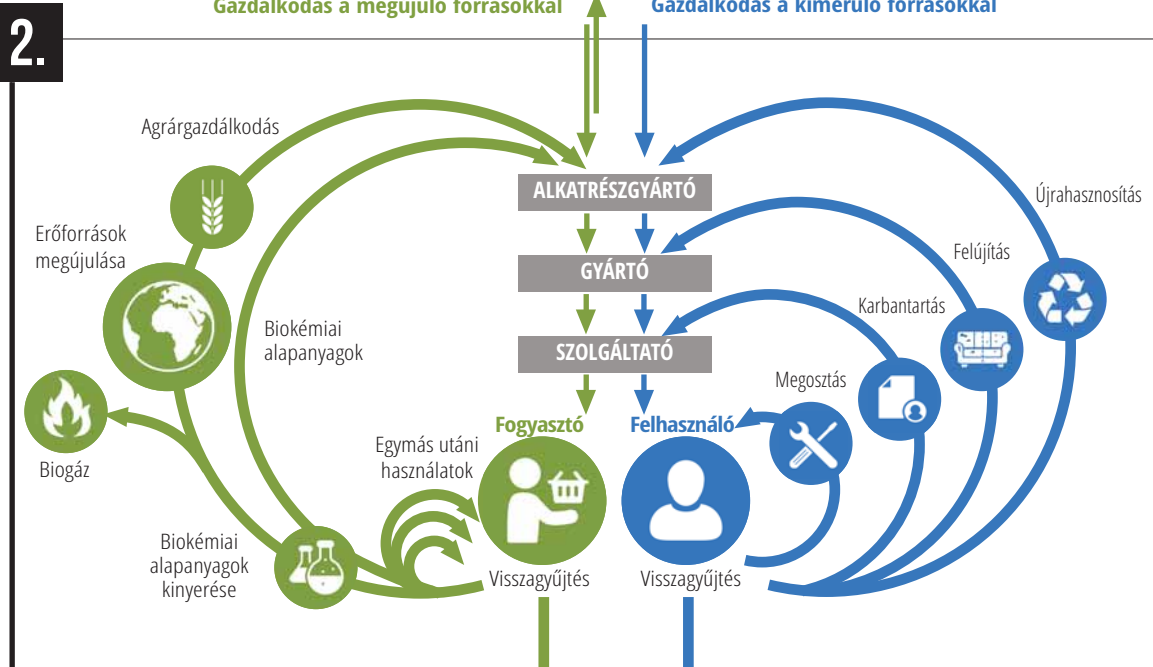 Gazdálkodás a megújuló forrásokkal
Gazdálkodás a kimerülő forrásokkal
2.
Agrárgazdálkodás
Erőforrások
megújulása
Biokémiai
alapanyagok
Biogáz
Biokémiai
alapanyagok
kinyerése
Egymás utáni
használatok
ALKATRÉSZGYÁRTÓ
GYÁRTÓ
SZOLGÁLTATÓ
Fogyasztó
Felhasználó
Visszagyűjtés
Visszagyűjtés
Megosztás
Karbantartás
Felújítás
Újrahasznosítás